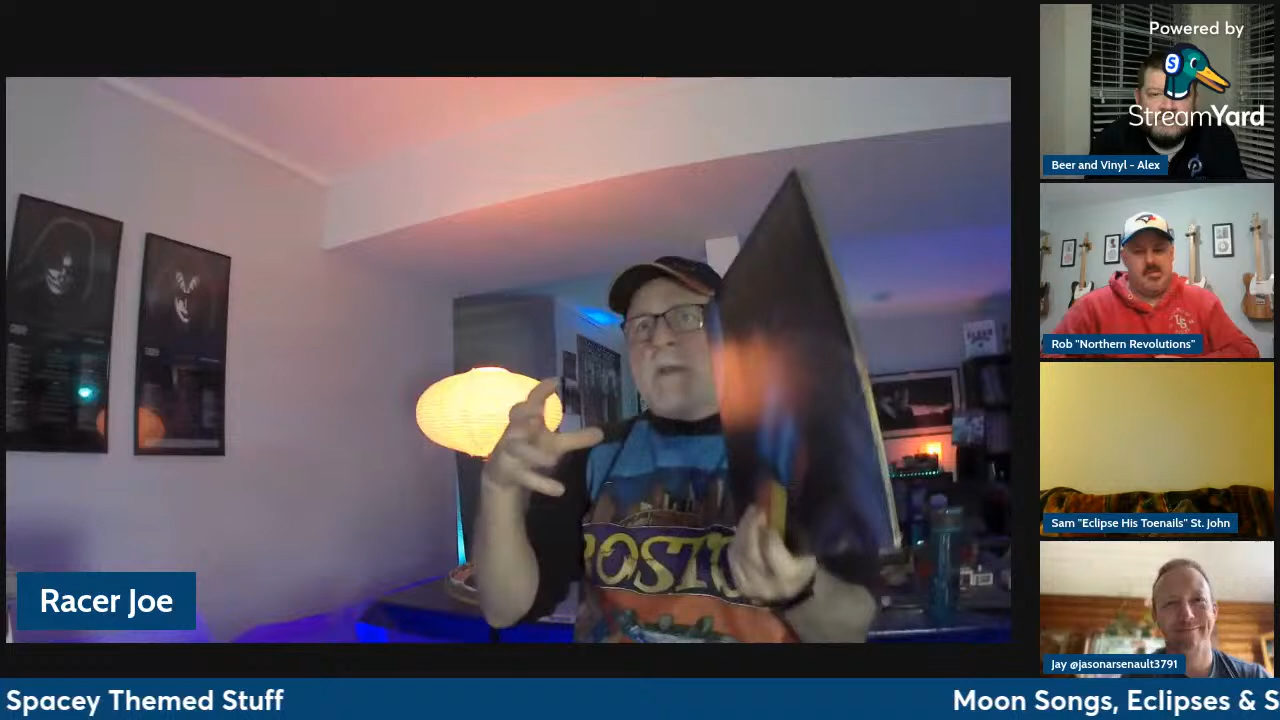 Powered by
StreamYard
Beer and Vinyl - Alex
Rob "Northern Revolutions"
Sam "Eclipse His Toenails" St. John
Jay @jasonarsenault3791
Racer Joe
Spacey Themed Stuff
Moon Songs, Eclipses & S